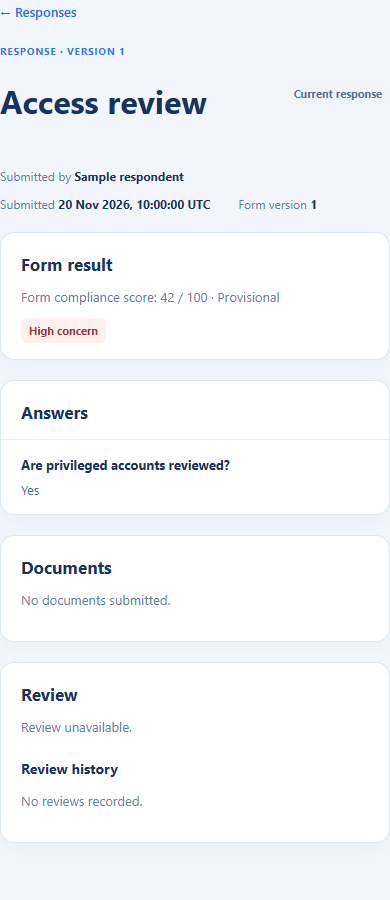 ← Responses
RESPONSE · VERSION 1
Access review
Current response
Submitted by Sample respondent
Submitted 20 Nov 2026, 10:00:00 UTC Form version 1
Form result
Form compliance score: 42 / 100 · Provisional
High concern
Answers
Are privileged accounts reviewed?
Yes
Documents
No documents submitted.
Review
Review unavailable.
Review history
No reviews recorded.